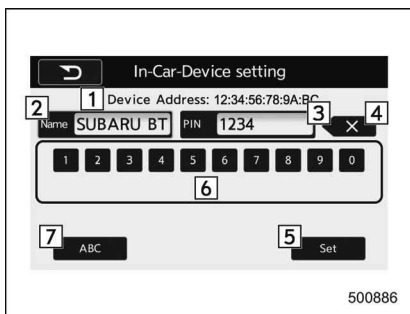 In-Car-Device setting
1 Device Address: 12:34:56:78:9A:BC
2 3 4
Name SUBARU BT PIN 1234 X
1 2 3 4 5 6 7 8 9 0
6
7 5
ABC Set
500886